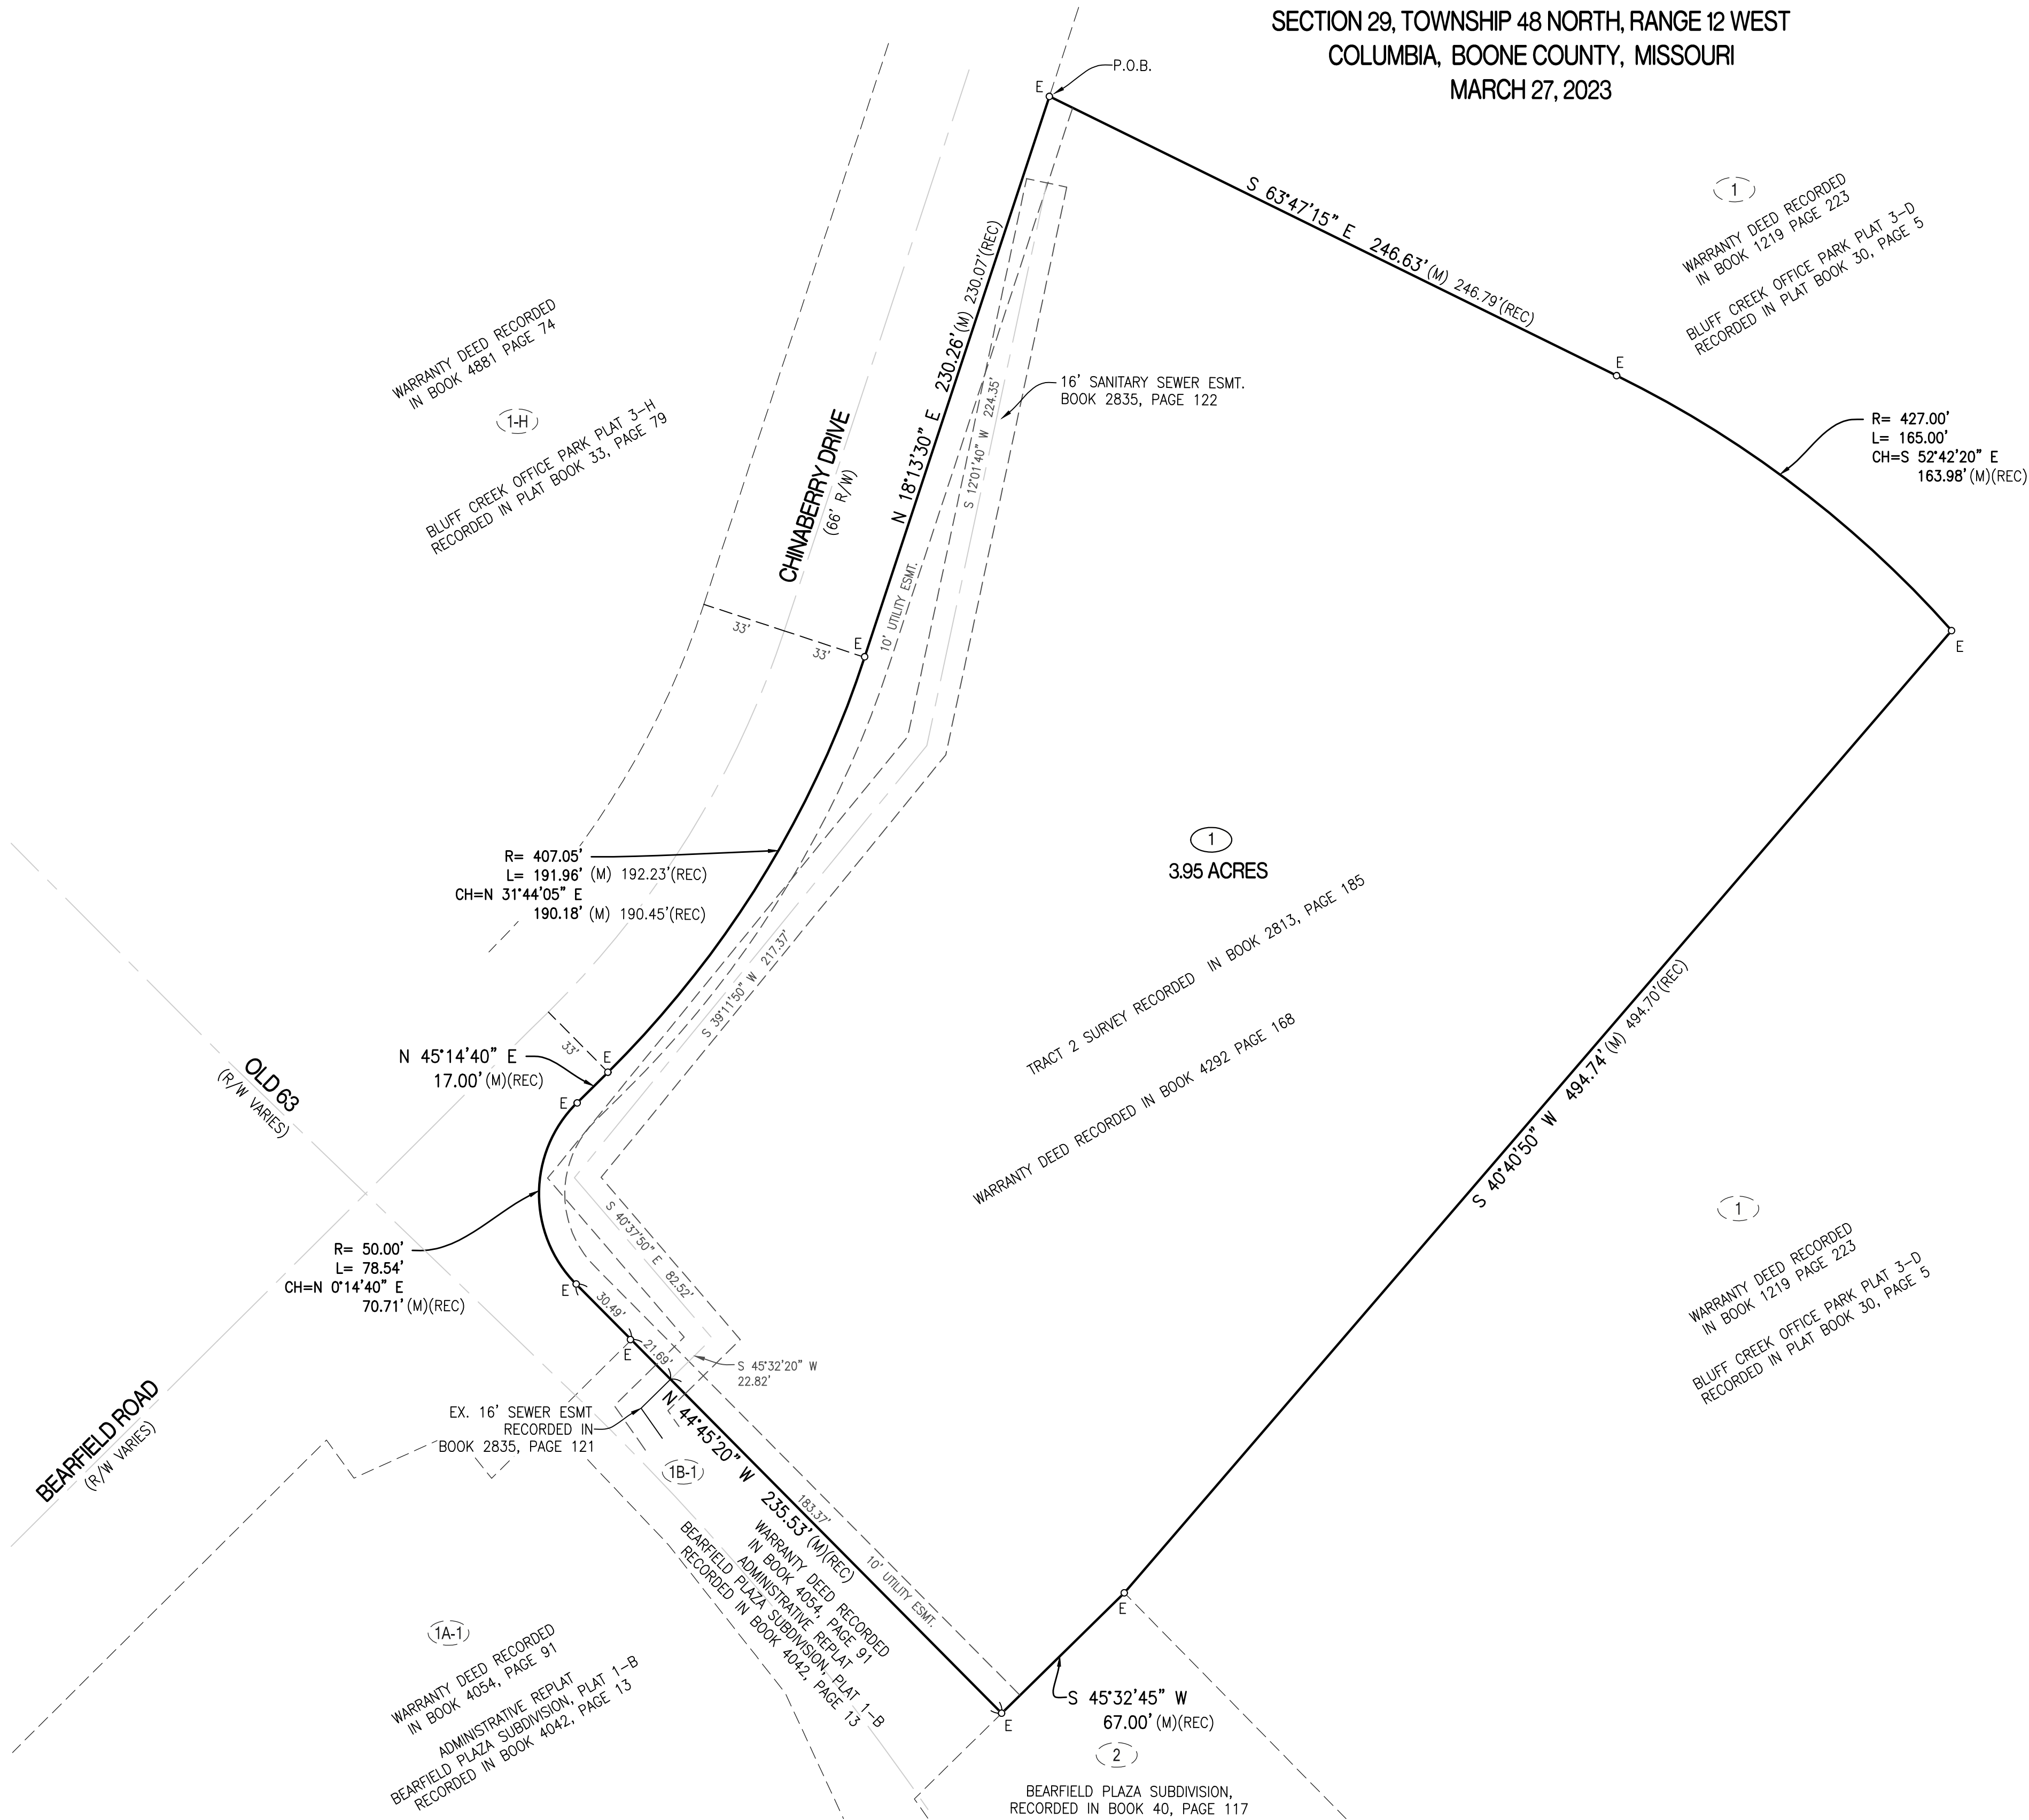 SECTION 29, TOWNSHIP 48 NORTH, RANGE 12 WEST
COLUMBIA, BOONE COUNTY, MISSOURI
MARCH 27, 2023
P.O.B.
E
S 63°47'15" E 246.63' (M) 246.79'(REC)
1
WARRANTY DEED RECORDED
IN BOOK 1219 PAGE 223
BLUFF CREEK OFFICE PARK PLAT 3-D
RECORDED IN PLAT BOOK 30, PAGE 5
E
R= 427.00'
L= 165.00'
CH=S 52°42'20" E
163.98' (M)(REC)
E
WARRANTY DEED RECORDED
IN BOOK 4881 PAGE 74
1-H
BLUFF CREEK OFFICE PARK PLAT 3-H
RECORDED IN PLAT BOOK 33, PAGE 79
CHINABERRY DRIVE
(66' R/W)
N 18°13'30" E 230.26' (M) 230.07'(REC)
S 12°01'40" W 224.35'
16' SANITARY SEWER ESMT.
BOOK 2835, PAGE 122
10' UTILITY ESMT.
33'
33'
E
R= 407.05'
L= 191.96' (M) 192.23'(REC)
CH=N 31°44'05" E
190.18' (M) 190.45'(REC)
1
3.95 ACRES
TRACT 2 SURVEY RECORDED IN BOOK 2813, PAGE 185
WARRANTY DEED RECORDED IN BOOK 4292 PAGE 168
S 39°11'50" W 217.37'
S 40°40'50" W 494.74' (M) 494.70'(REC)
33'
E
N 45°14'40" E
17.00' (M)(REC)
E
OLD 63
(R/W VARIES)
R= 50.00'
L= 78.54'
CH=N 0°14'40" E
70.71' (M)(REC)
S 40°37'50" E 82.52'
E
30.49'
E
21.69'
S 45°32'20" W
22.82'
1
WARRANTY DEED RECORDED
IN BOOK 1219 PAGE 223
BLUFF CREEK OFFICE PARK PLAT 3-D
RECORDED IN PLAT BOOK 30, PAGE 5
BEARFIELD ROAD
(R/W VARIES)
EX. 16' SEWER ESMT
RECORDED IN
BOOK 2835, PAGE 121
1B-1
N 44°45'20" W 235.53' (M)(REC)
183.37'
10' UTILITY ESMT.
WARRANTY DEED RECORDED
IN BOOK 4054, PAGE 91
ADMINISTRATIVE REPLAT
BEARFIELD PLAZA SUBDIVISION, PLAT 1-B
RECORDED IN BOOK 4042, PAGE 13
1A-1
WARRANTY DEED RECORDED
IN BOOK 4054, PAGE 91
ADMINISTRATIVE REPLAT
BEARFIELD PLAZA SUBDIVISION, PLAT 1-B
RECORDED IN BOOK 4042, PAGE 13
E
S 45°32'45" W
67.00' (M)(REC)
E
2
BEARFIELD PLAZA SUBDIVISION,
RECORDED IN BOOK 40, PAGE 117